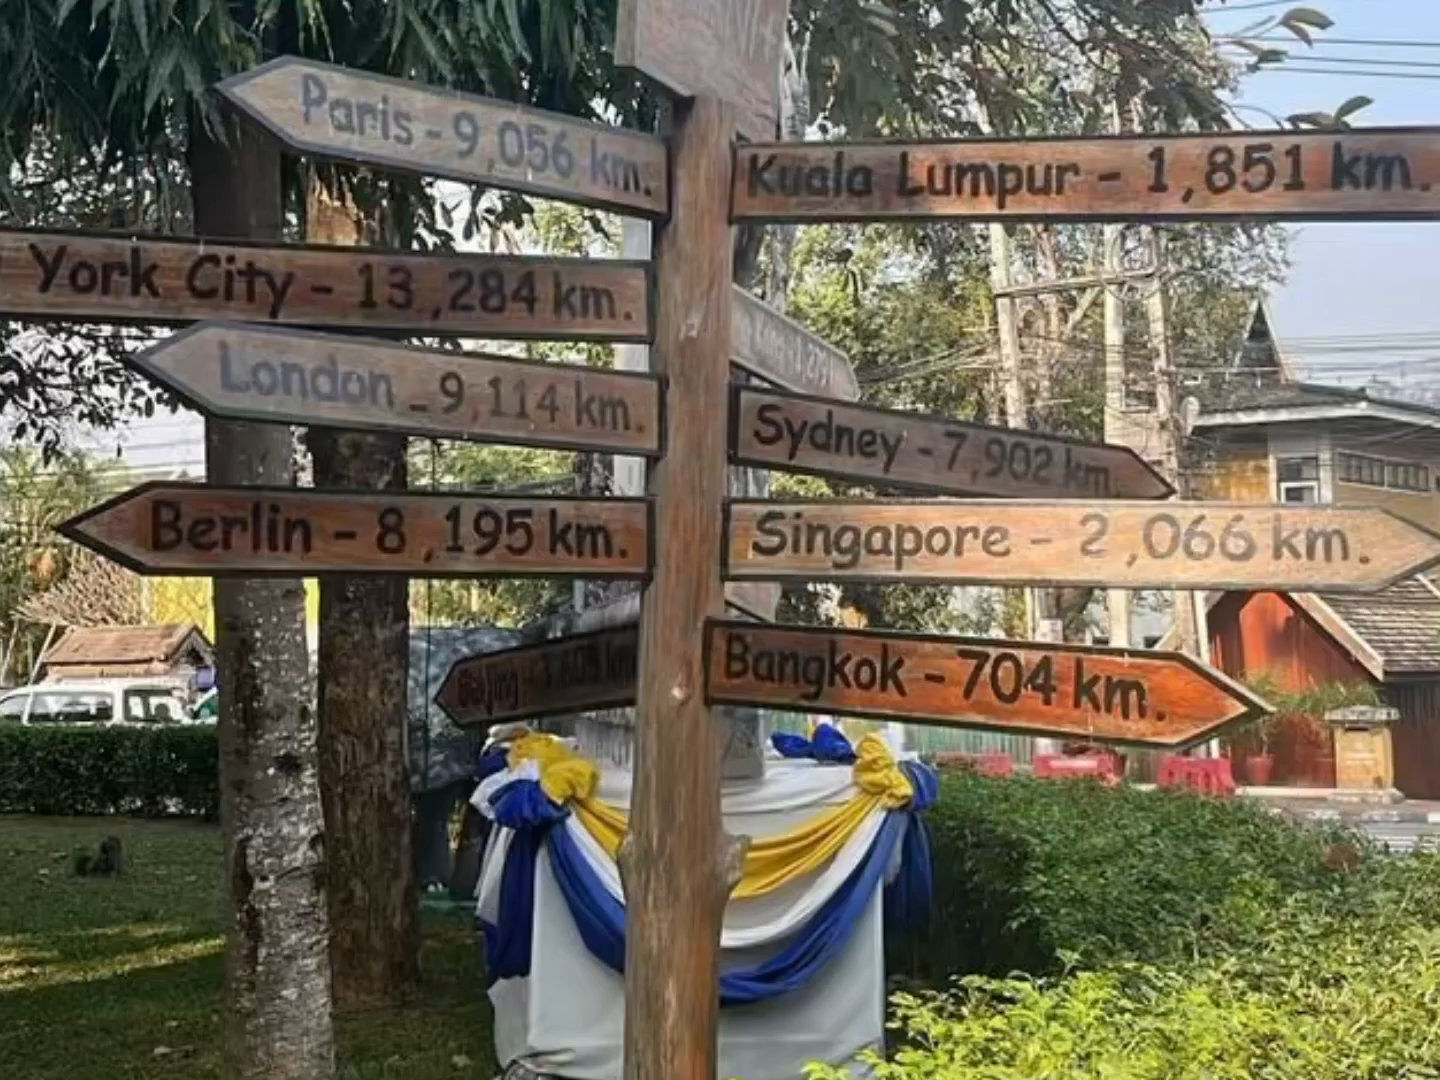 Paris - 9,056 km.
Kuala Lumpur - 1,851 km.
York City - 13,284 km.
London - 9,114 km.
Sydney - 7,902 km
Berlin - 8,195 km.
Singapore - 2,066 km.
Bangkok - 704 km.